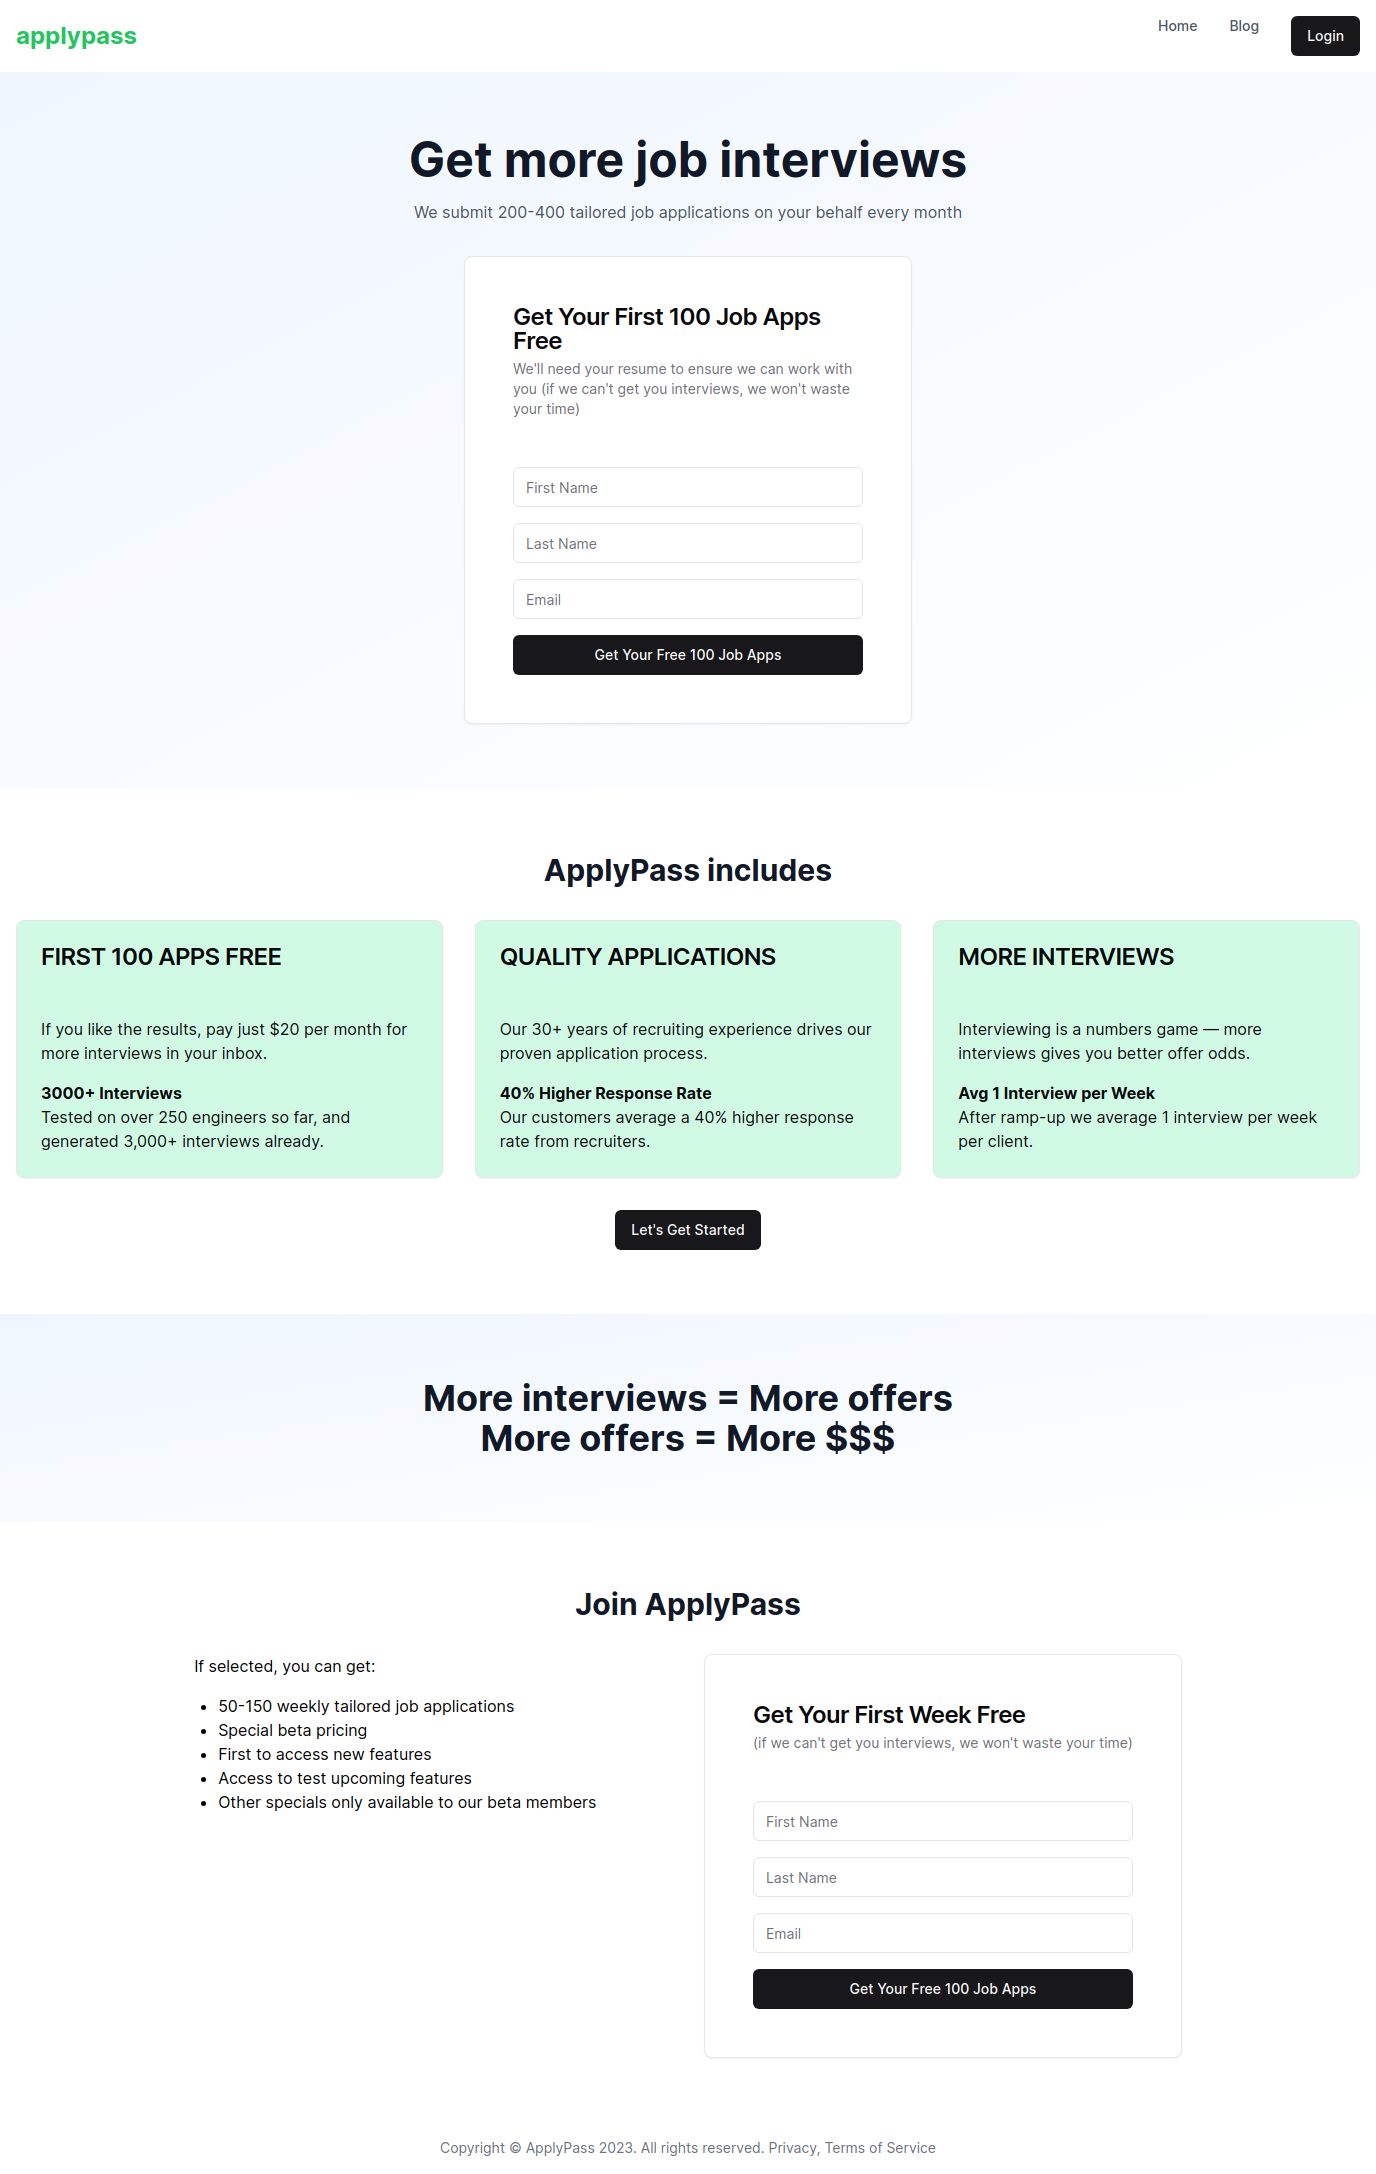 applypass
Home
Blog
Login
Get more job interviews
We submit 200-400 tailored job applications on your behalf every month
Get Your First 100 Job Apps
Free
We'll need your resume to ensure we can work with
you (if we can't get you interviews, we won't waste
your time)
First Name
Last Name
Email
Get Your Free 100 Job Apps
ApplyPass includes
FIRST 100 APPS FREE
If you like the results, pay just $20 per month for
more interviews in your inbox.
3000+ Interviews
Tested on over 250 engineers so far, and
generated 3,000+ interviews already.
QUALITY APPLICATIONS
Our 30+ years of recruiting experience drives our
proven application process.
40% Higher Response Rate
Our customers average a 40% higher response
rate from recruiters.
MORE INTERVIEWS
Interviewing is a numbers game — more
interviews gives you better offer odds.
Avg 1 Interview per Week
After ramp-up we average 1 interview per week
per client.
Let's Get Started
More interviews = More offers
More offers = More $$$
Join ApplyPass
If selected, you can get:
• 50-150 weekly tailored job applications
• Special beta pricing
• First to access new features
• Access to test upcoming features
• Other specials only available to our beta members
Get Your First Week Free
(if we can't get you interviews, we won't waste your time)
First Name
Last Name
Email
Get Your Free 100 Job Apps
Copyright © ApplyPass 2023. All rights reserved. Privacy, Terms of Service